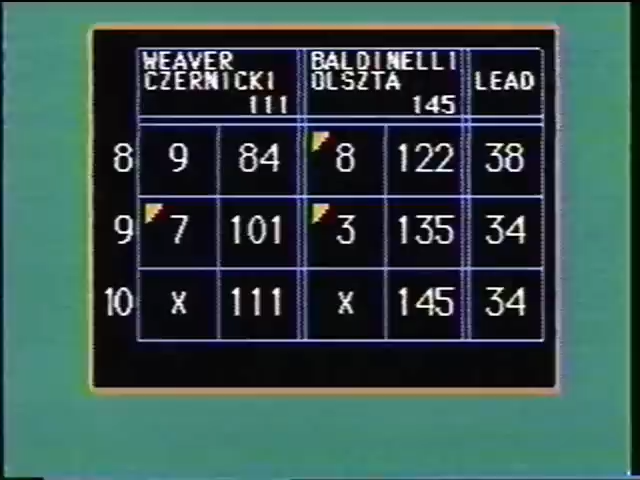 WEAVER BALDINELLI
CZERNICKI OLSZTA LEAD
111 145
8 9 84 8 122 38
9 7 101 3 135 34
10 X 111 X 145 34